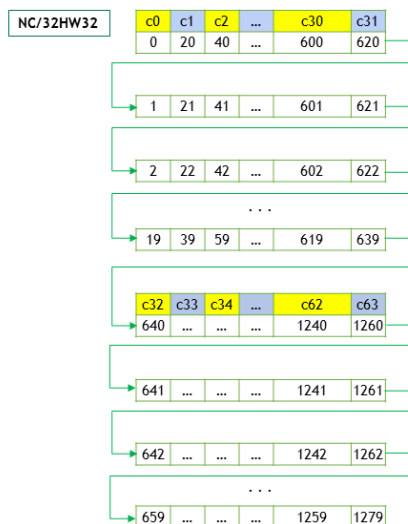 NC/32HW32
c0 c1 c2 ... c30 c31
0 20 40 ... 600 620
1 21 41 ... 601 621
2 22 42 ... 602 622
. . .
19 39 59 ... 619 639
c32 c33 c34 ... c62 c63
640 ... ... ... 1240 1260
641 ... ... ... 1241 1261
642 ... ... ... 1242 1262
. . .
659 ... ... ... 1259 1279